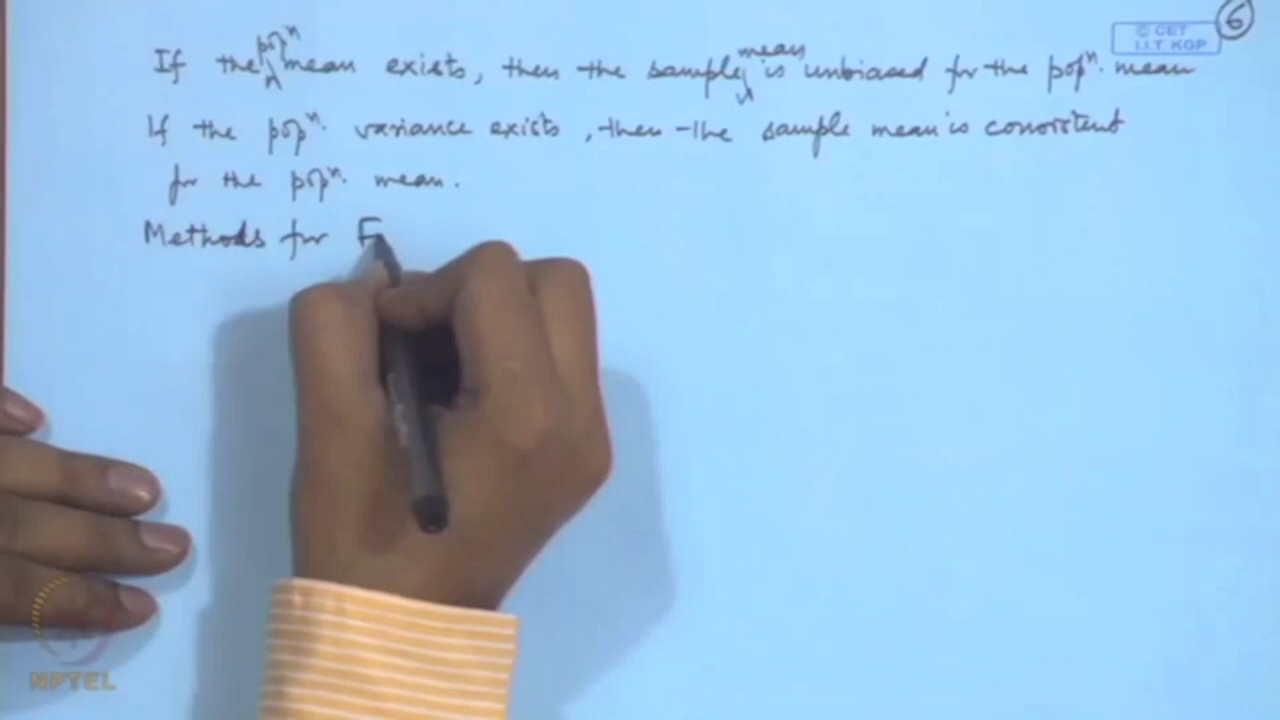 6
© CET
I.I.T. KGP
If the popⁿ mean exists, then the sample mean is unbiased for the popⁿ. mean
If the popⁿ. variance exists, then the sample mean is consistent
for the popⁿ. mean.
Methods for F
NPTEL